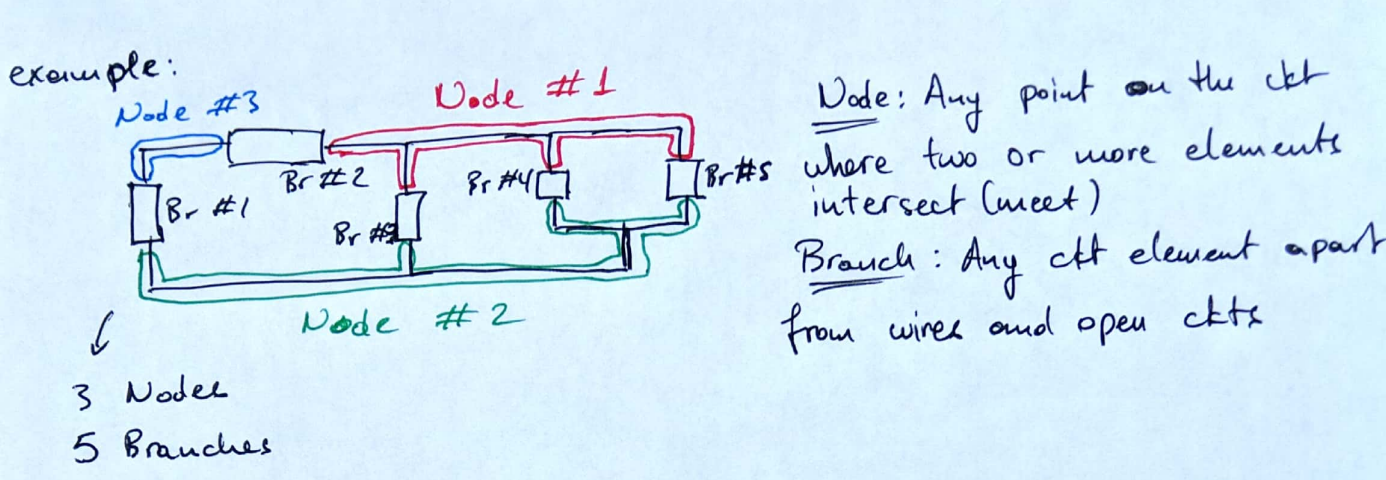 example:
Node #3
Node #1
Br #2
Br #4
Br #5
Br #1
Br
Node #2
3 Nodes
5 Branches
Node: Any point on the ckt
where two or more elements
intersect (meet)
Branch: Any ckt element apart
from wires and open ckts